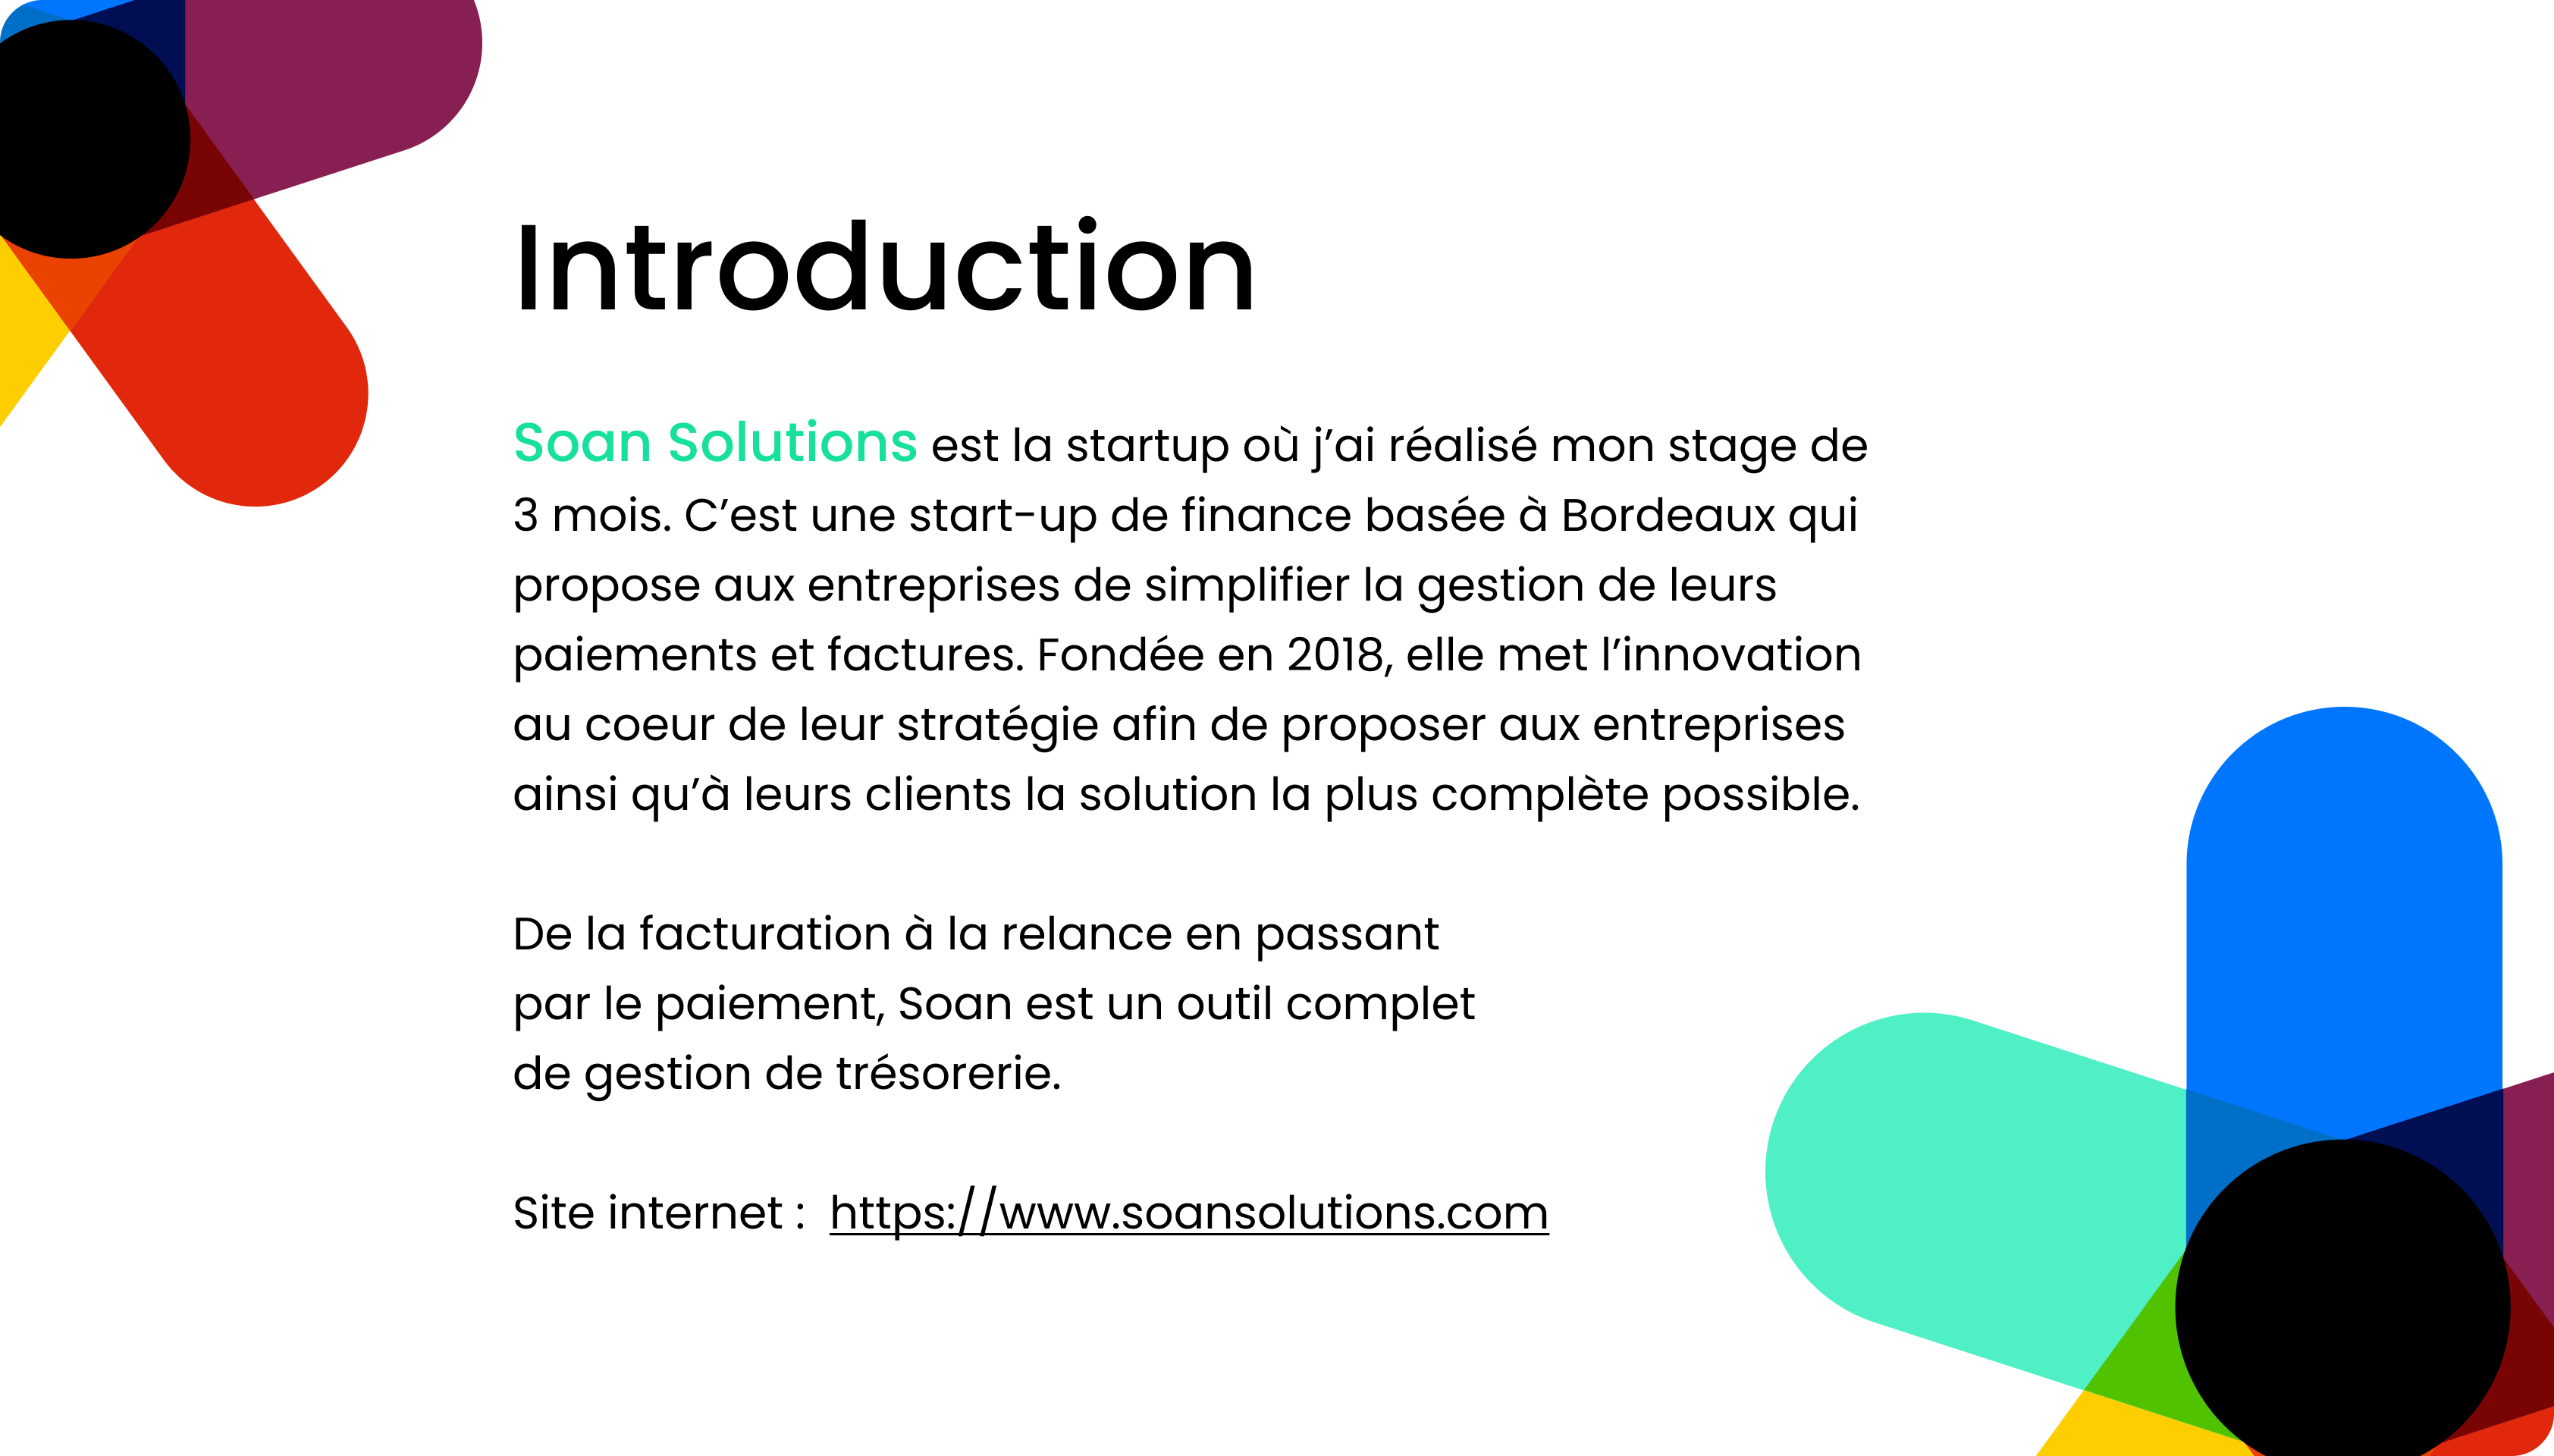 Introduction
Soan Solutions est la startup où j’ai réalisé mon stage de
3 mois. C’est une start-up de finance basée à Bordeaux qui
propose aux entreprises de simplifier la gestion de leurs
paiements et factures. Fondée en 2018, elle met l’innovation
au coeur de leur stratégie afin de proposer aux entreprises
ainsi qu’à leurs clients la solution la plus complète possible.
De la facturation à la relance en passant
par le paiement, Soan est un outil complet
de gestion de trésorerie.
Site internet : https://www.soansolutions.com